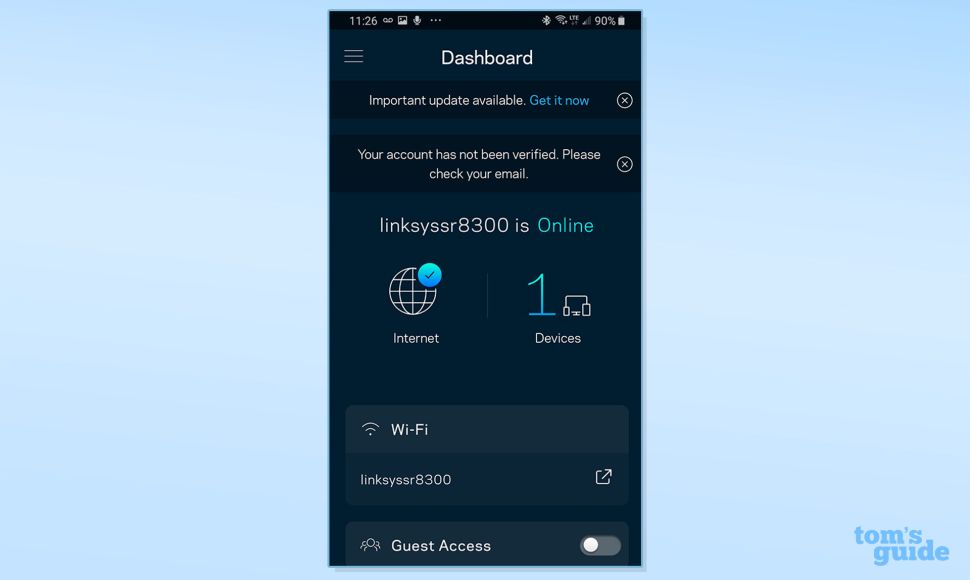 11:26 LTE 90%
Dashboard
Important update available. Get it now
Your account has not been verified. Please
check your email.
linksyssr8300 is Online
1
Internet Devices
Wi-Fi
linksyssr8300
Guest Access
tom's
guide